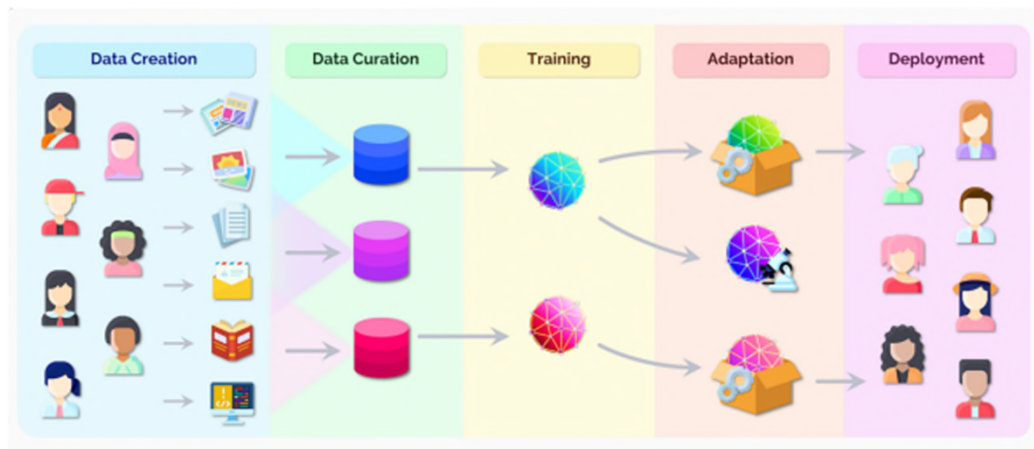 Data Creation
Data Curation
Training
Adaptation
Deployment